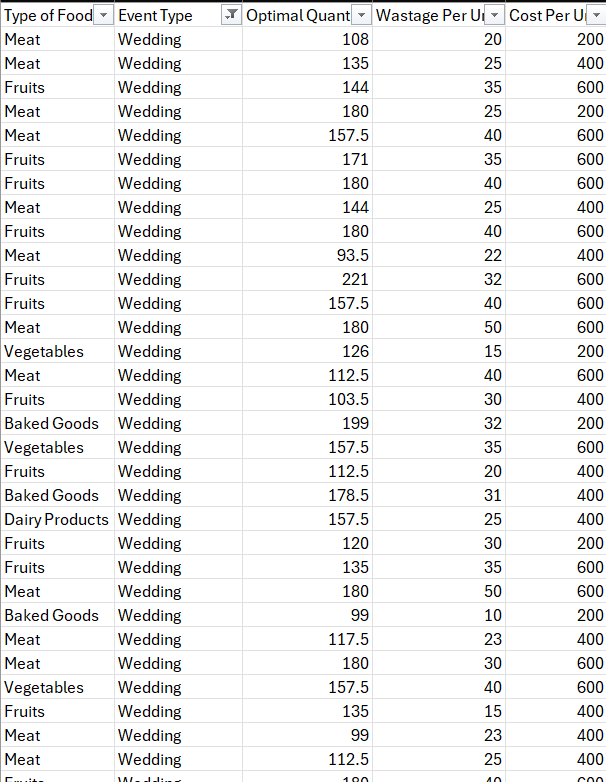 Type of Food Event Type Optimal Quant Wastage Per Cost Per
Meat Wedding 108 20 200
Meat Wedding 135 25 400
Fruits Wedding 144 35 600
Meat Wedding 180 25 200
Meat Wedding 157.5 40 600
Fruits Wedding 171 35 600
Fruits Wedding 180 40 600
Meat Wedding 144 25 400
Fruits Wedding 180 40 600
Meat Wedding 93.5 22 400
Fruits Wedding 221 32 600
Fruits Wedding 157.5 40 600
Meat Wedding 180 50 600
Vegetables Wedding 126 15 200
Meat Wedding 112.5 40 600
Fruits Wedding 103.5 30 400
Baked Goods Wedding 199 32 200
Vegetables Wedding 157.5 35 600
Fruits Wedding 112.5 20 400
Baked Goods Wedding 178.5 31 400
Dairy Products Wedding 157.5 25 400
Fruits Wedding 120 30 200
Fruits Wedding 135 35 600
Meat Wedding 180 50 600
Baked Goods Wedding 99 10 200
Meat Wedding 117.5 23 400
Meat Wedding 180 30 600
Vegetables Wedding 157.5 40 600
Fruits Wedding 135 15 400
Meat Wedding 99 23 400
Meat Wedding 112.5 25 400